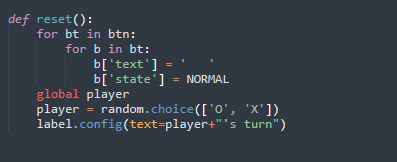 def reset():
    for bt in btn:
        for b in bt:
            b['text'] = '   '
            b['state'] = NORMAL
    global player
    player = random.choice(['O', 'X'])
    label.config(text=player+"'s turn")